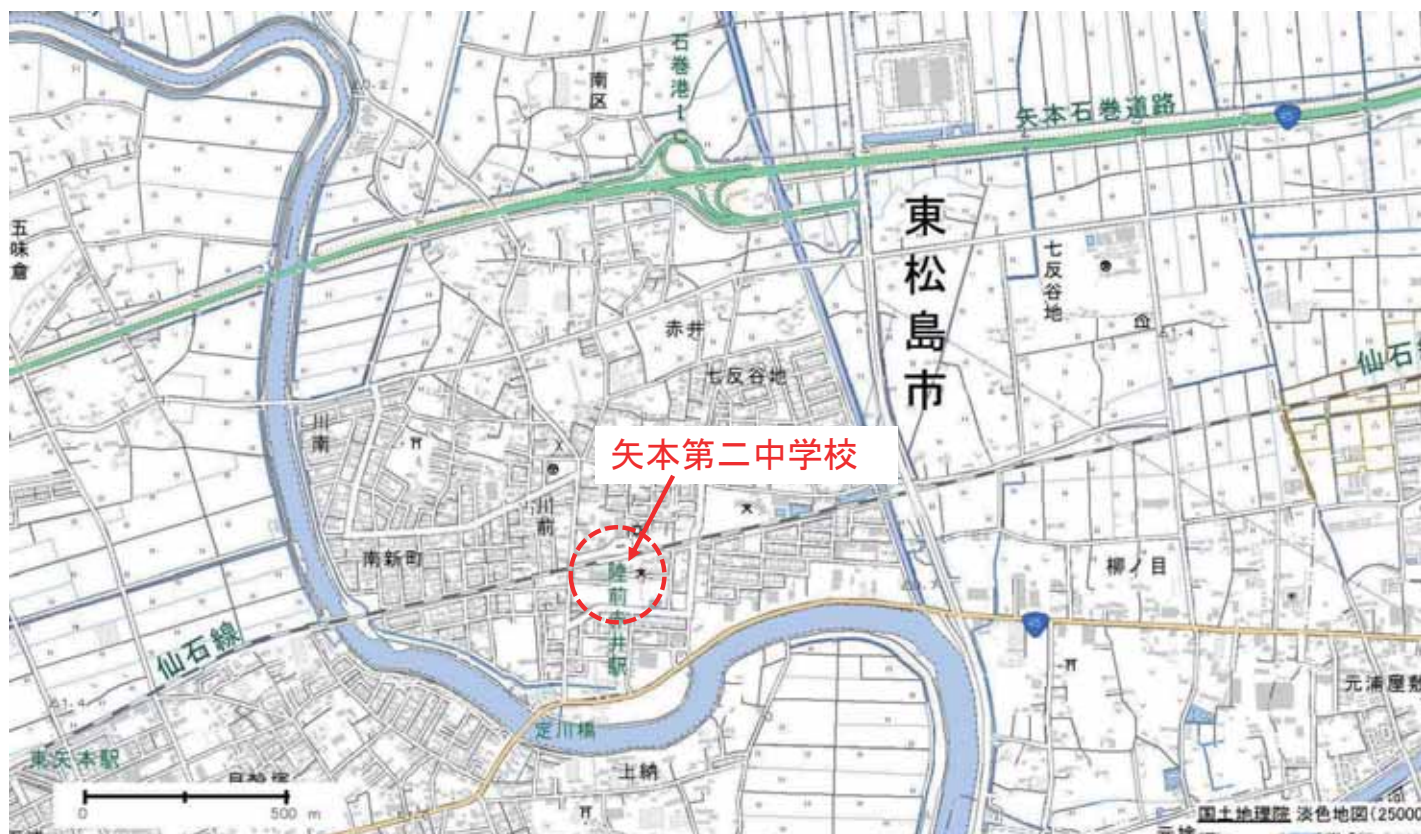 石巻港IC
南区
矢本石巻道路
五味倉
東松島市
七反谷地
赤井
七反谷地
仙石線
川南
矢本第二中学校
川前
南新町
陸前赤井駅
柳ノ目
仙石線
元浦屋敷
定川橋
東矢本駅
上納
0
500 m
国土地理院 淡色地図(25000